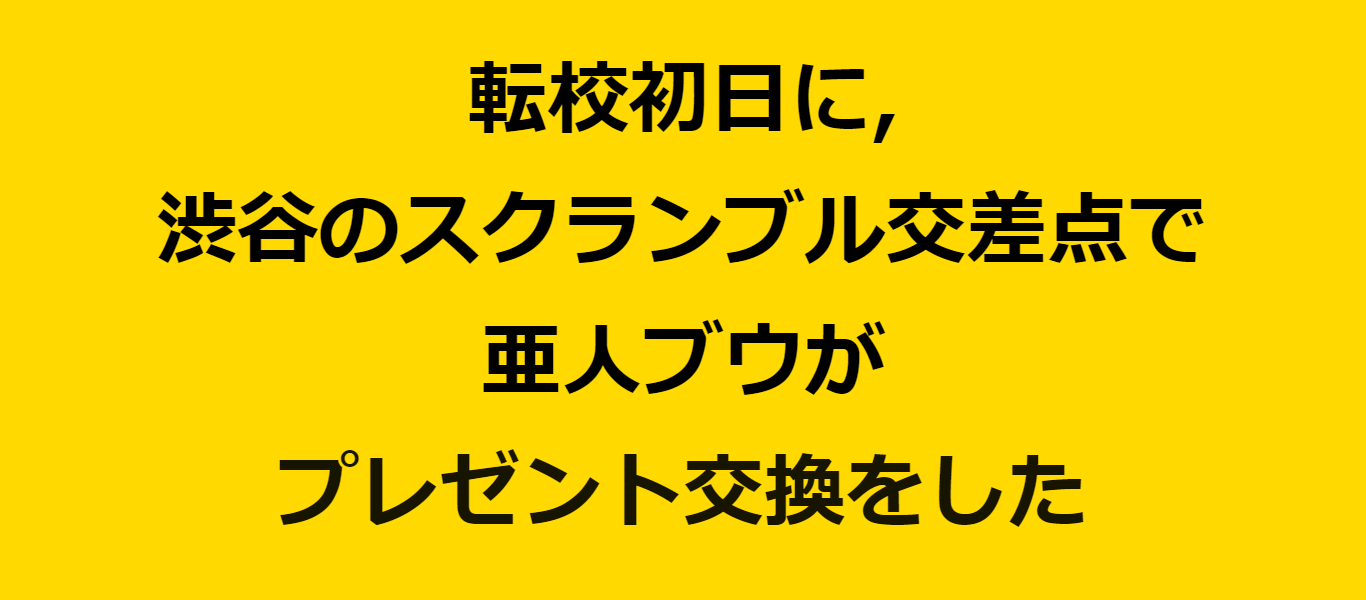 転校初日に,
渋谷のスクランブル交差点で
亜人ブウが
プレゼント交換をした